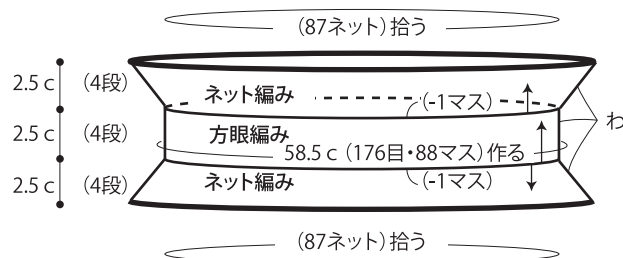 (87ネット)拾う
2.5 c (4段) ネット編み (-1マス)
わ
2.5 c (4段) 方眼編み
58.5 c (176目・88マス) 作る
2.5 c (4段) ネット編み (-1マス)
(87ネット)拾う